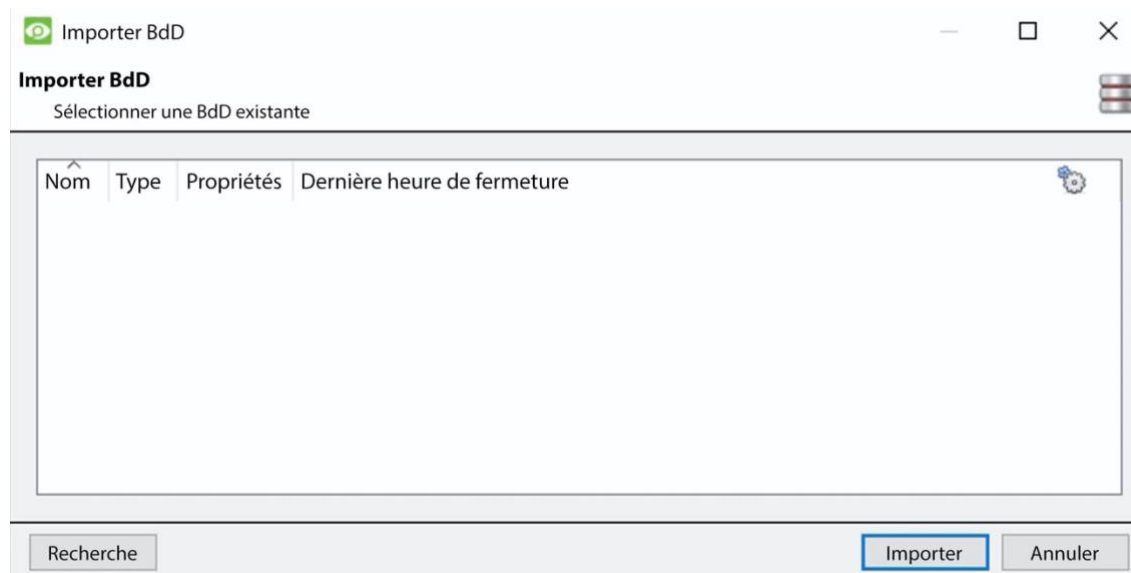 Importer BdD
Importer BdD
Sélectionner une BdD existante
Nom Type Propriétés Dernière heure de fermeture
Recherche Importer Annuler